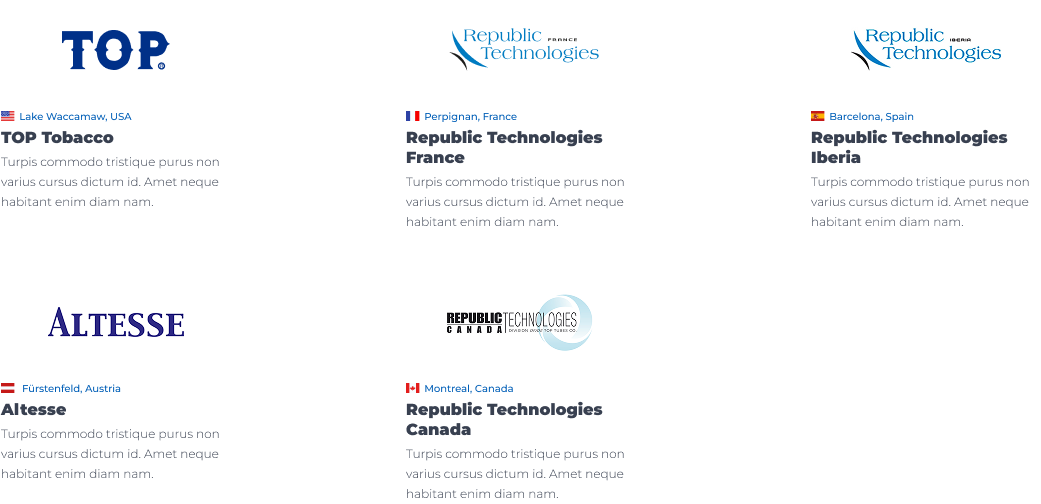 TOP
Republic FRANCE
Technologies
Republic IBERIA
Technologies
Lake Waccamaw, USA
TOP Tobacco
Turpis commodo tristique purus non
varius cursus dictum id. Amet neque
habitant enim diam nam.
Perpignan, France
Republic Technologies
France
Turpis commodo tristique purus non
varius cursus dictum id. Amet neque
habitant enim diam nam.
Barcelona, Spain
Republic Technologies
Iberia
Turpis commodo tristique purus non
varius cursus dictum id. Amet neque
habitant enim diam nam.
ALTESSE
REPUBLIC TECHNOLOGIES
CANADA DIVISION ONLY TOP TUBES CO.
Fürstenfeld, Austria
Altesse
Turpis commodo tristique purus non
varius cursus dictum id. Amet neque
habitant enim diam nam.
Montreal, Canada
Republic Technologies
Canada
Turpis commodo tristique purus non
varius cursus dictum id. Amet neque
habitant enim diam nam.